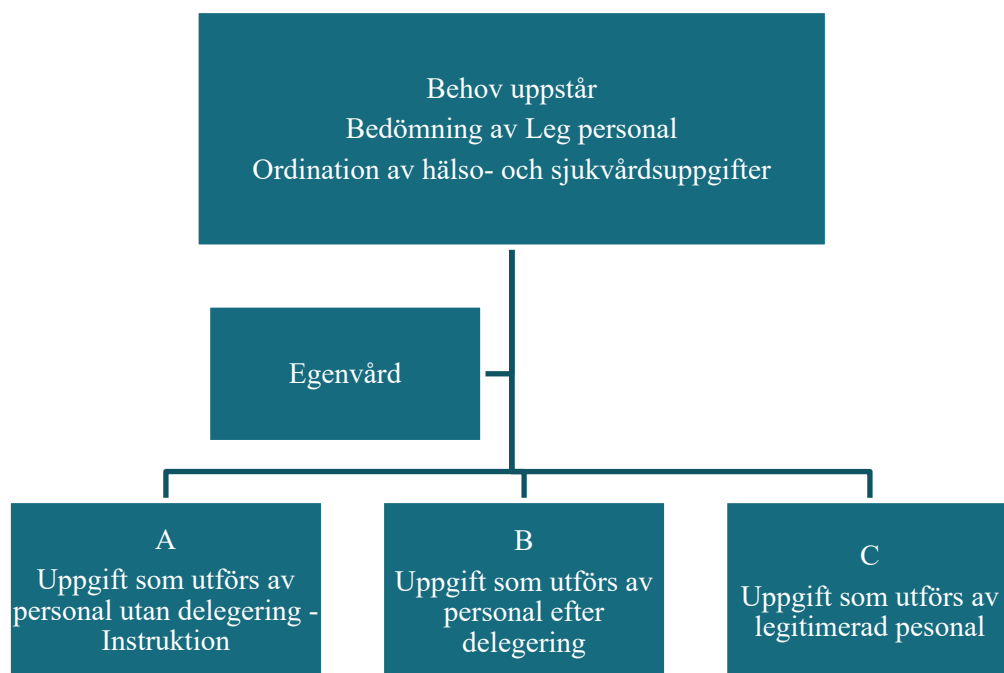 Behov uppstår
Bedömning av Leg personal
Ordination av hälso- och sjukvårdsuppgifter
Egenvård
A
Uppgift som utförs av
personal utan delegering -
Instruktion
B
Uppgift som utförs av
personal efter
delegering
C
Uppgift som utförs av
legitimerad pesonal